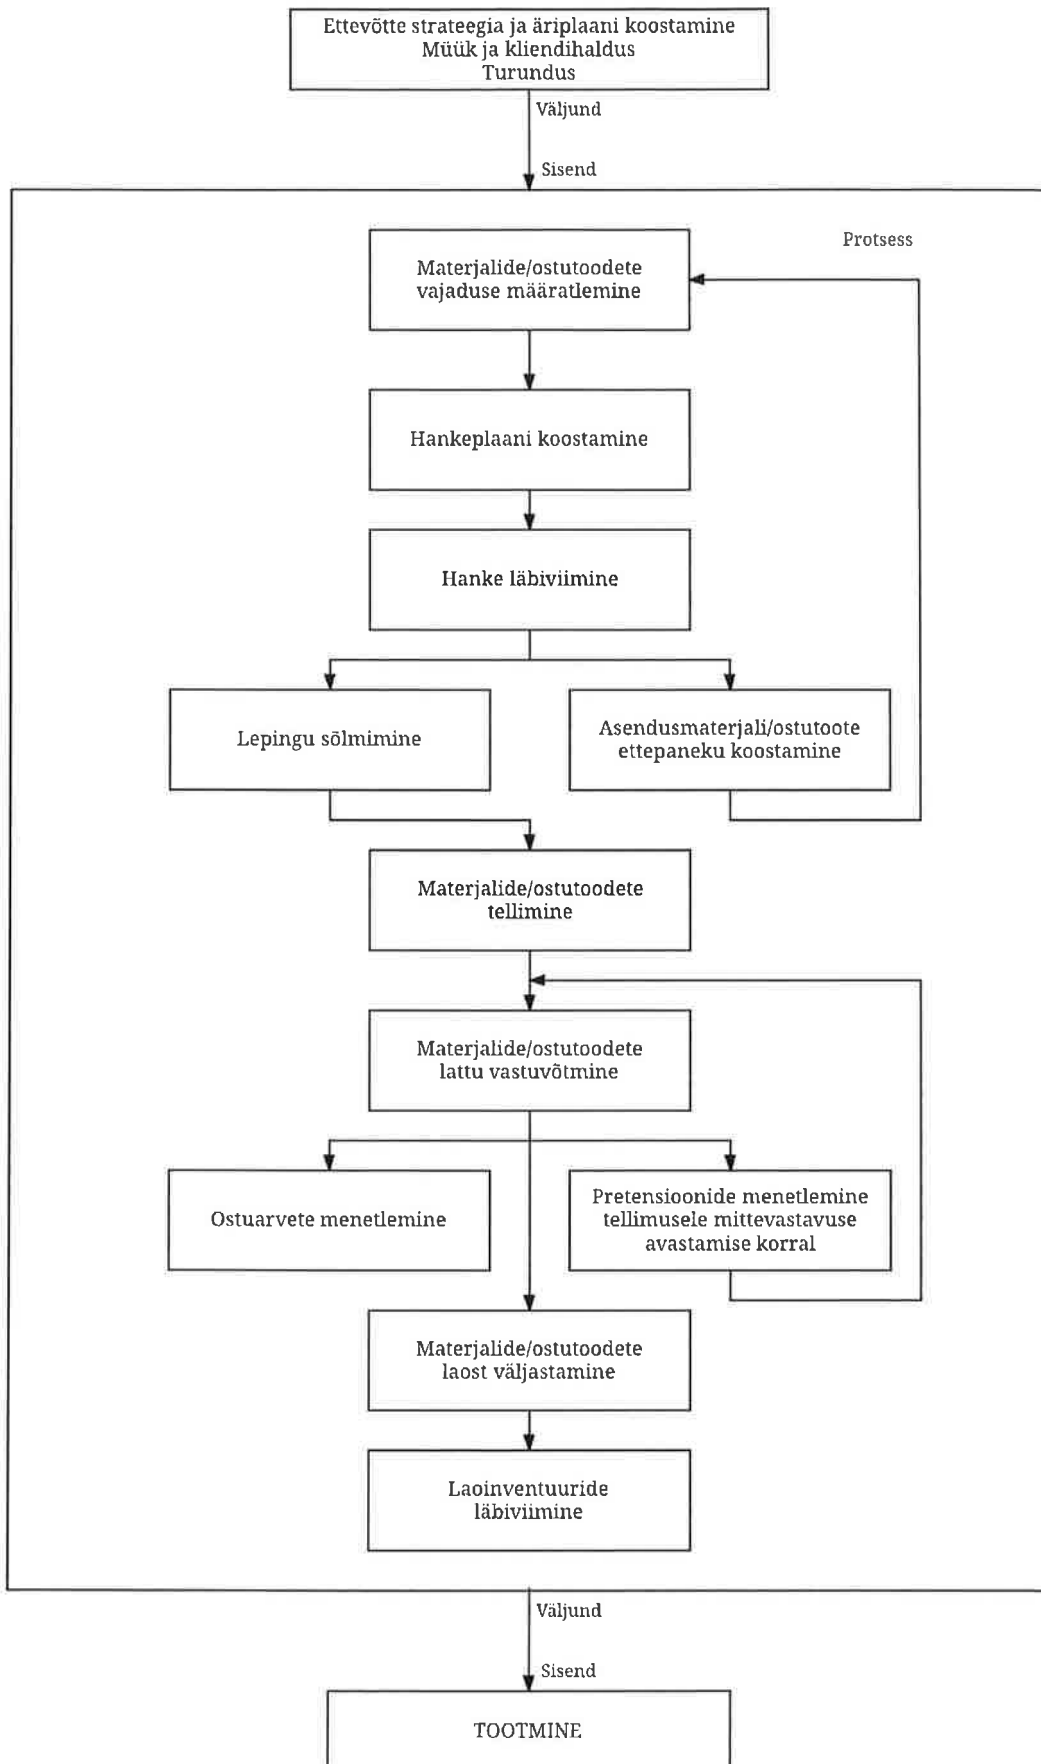 Ettevõtte strateegia ja äriplaani koostamine
Müük ja kliendihaldus
Turundus
Väljund
Sisend
Protsess
Materjalide/ostutoodete
vajaduse määratlemine
Hankeplaani koostamine
Hanke läbiviimine
Lepingu sõlmimine
Asendusmaterjali/ostutoote
ettepaneku koostamine
Materjalide/ostutoodete
tellimine
Materjalide/ostutoodete
lattu vastuvõtmine
Ostuarvete menetlemine
Pretensioonide menetlemine
tellimusele mittevastavuse
avastamise korral
Materjalide/ostutoodete
laost väljastamine
Laoinventuuride
läbiviimine
Väljund
Sisend
TOOTMINE